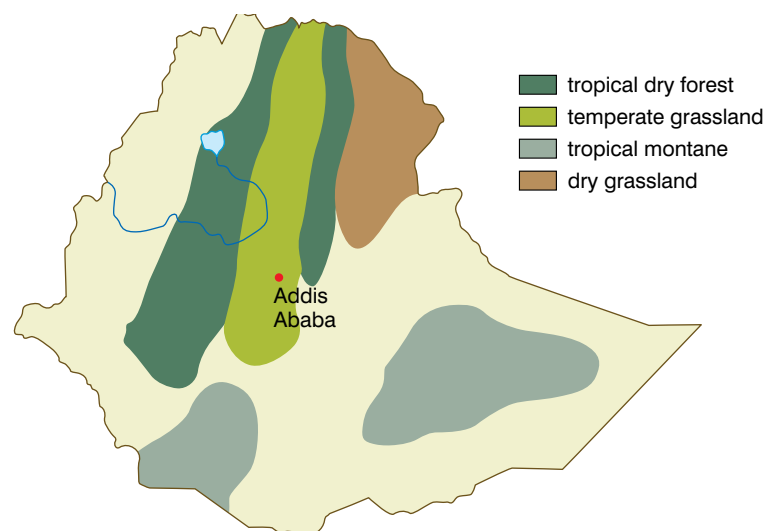 tropical dry forest
temperate grassland
tropical montane
dry grassland
Addis
Ababa